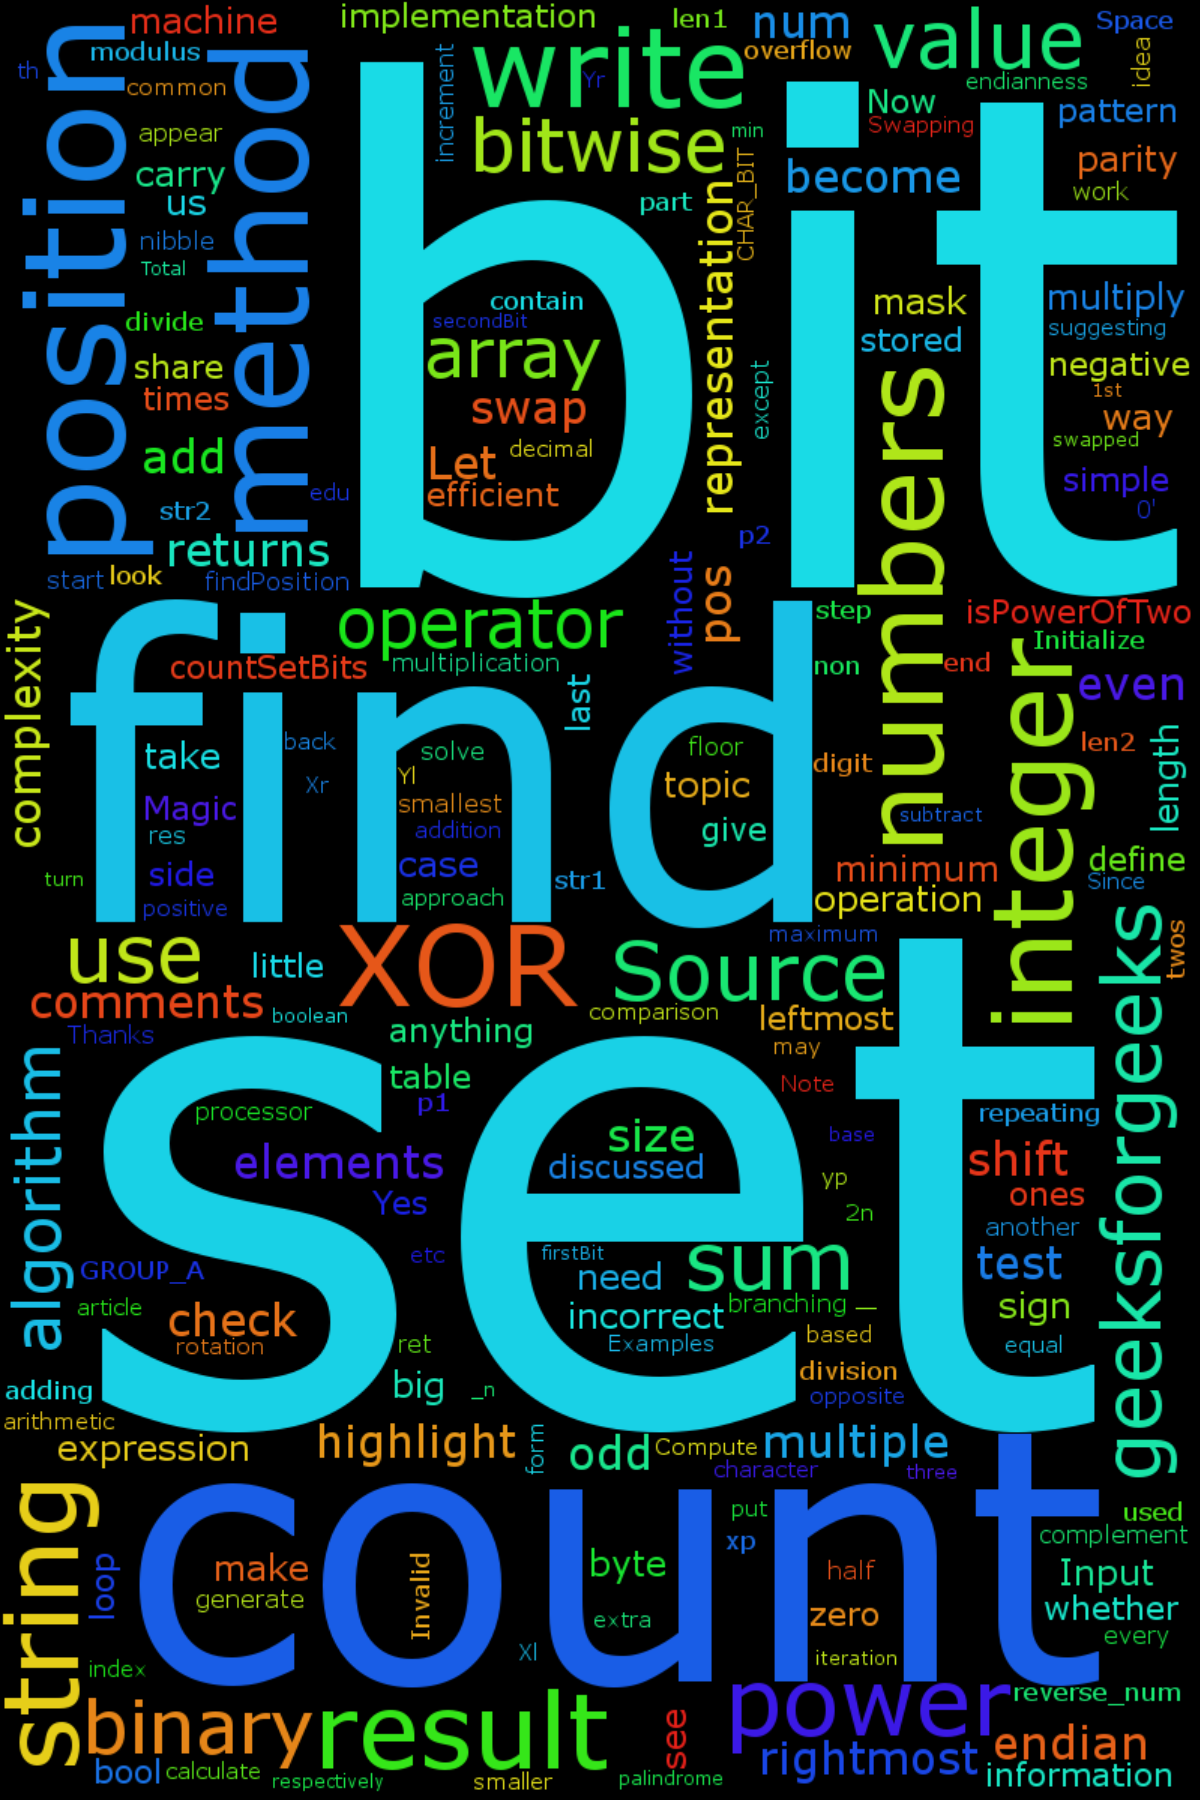 machine
implementation
len1
num
value
Space
modulus
write
overflow
idea
th
common
increment
Yr
endianness
position
method
bit
Now
pattern
appear
bitwise
min
Swapping
carry
CHAR_BIT
parity
us
part
become
work
nibble
representation
Total
contain
mask
multiply
divide
secondBit
stored
suggesting
share
array
except
negative
times
swap
numbers
1st
way
add
Let
decimal
swapped
edu
efficient
simple
str2
p2
0'
returns
without
pos
start
look
findPosition
complexity
find
operator
step
isPowerOfTwo
countSetBits
multiplication
non
end
Initialize
last
integer
even
take
back
solve
floor
digit
len2
length
Xr
Yl
topic
Magic
smallest
subtract
res
addition
give
turn
side
case
str1
minimum
define
positive
approach
operation
Since
use
little
XOR
Source
maximum
geeksforgeeks
twos
comments
boolean
comparison
leftmost
Thanks
anything
may
algorithm
set
table
Note
processor
p1
size
base
repeating
elements
discussed
yp
shift
Yes
2n
ones
etc
firstBit
sum
another
GROUP_A
need
test
article
check
incorrect
branching
_
sign
rotation
ret
Examples
based
equal
adding
big
_n
division
arithmetic
opposite
expression
highlight
form
odd
Compute
multiple
character
three
string
count
put
used
loop
make
Invalid
byte
xp
half
complement
generate
extra
zero
Input
whether
index
Xl
iteration
every
binary
result
see
power
reverse_num
bool
calculate
rightmost
endian
respectively
smaller
palindrome
information